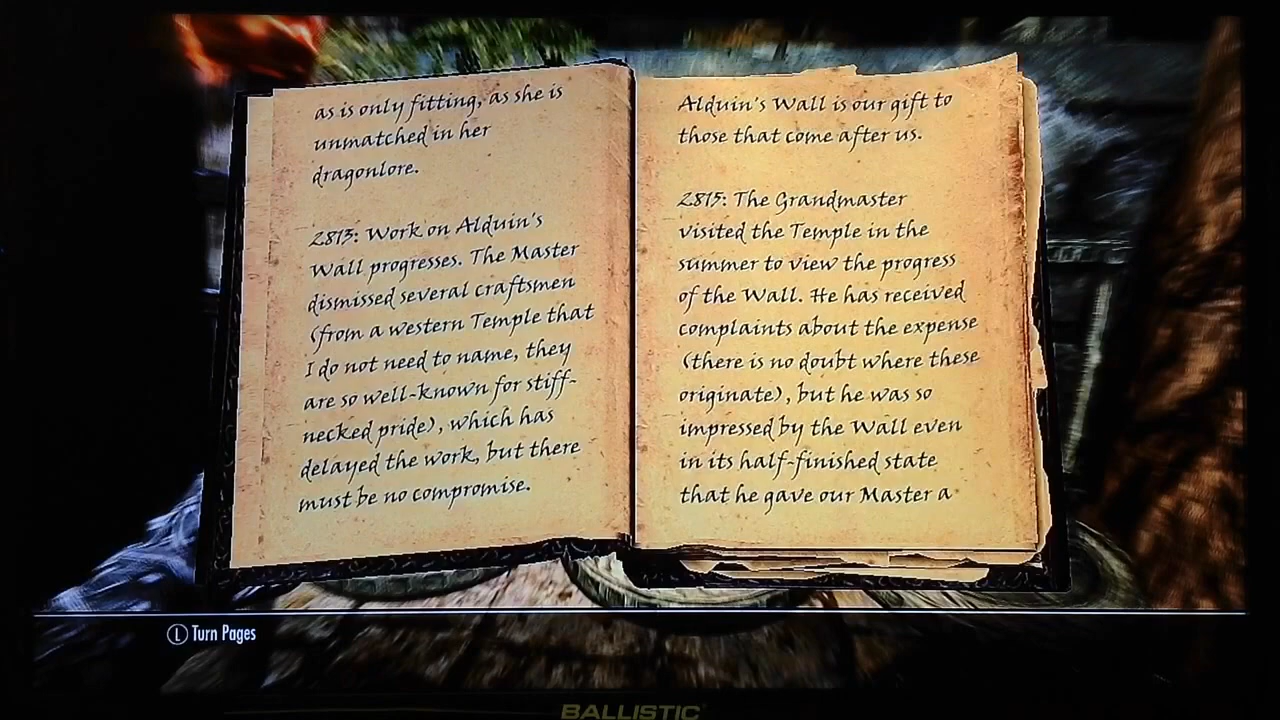 as is only fitting, as she is
unmatched in her
dragonlore.
2813: Work on Alduin's
Wall progresses. The Master
dismissed several craftsmen
(from a western Temple that
I do not need to name, they
are so well-known for stiff-
necked pride), which has
delayed the work, but there
must be no compromise.
Alduin's Wall is our gift to
those that come after us.
2815: The Grandmaster
visited the Temple in the
summer to view the progress
of the Wall. He has received
complaints about the expense
(there is no doubt where these
originate), but he was so
impressed by the Wall even
in its half-finished state
that he gave our Master a
L Turn Pages
BALLISTIC